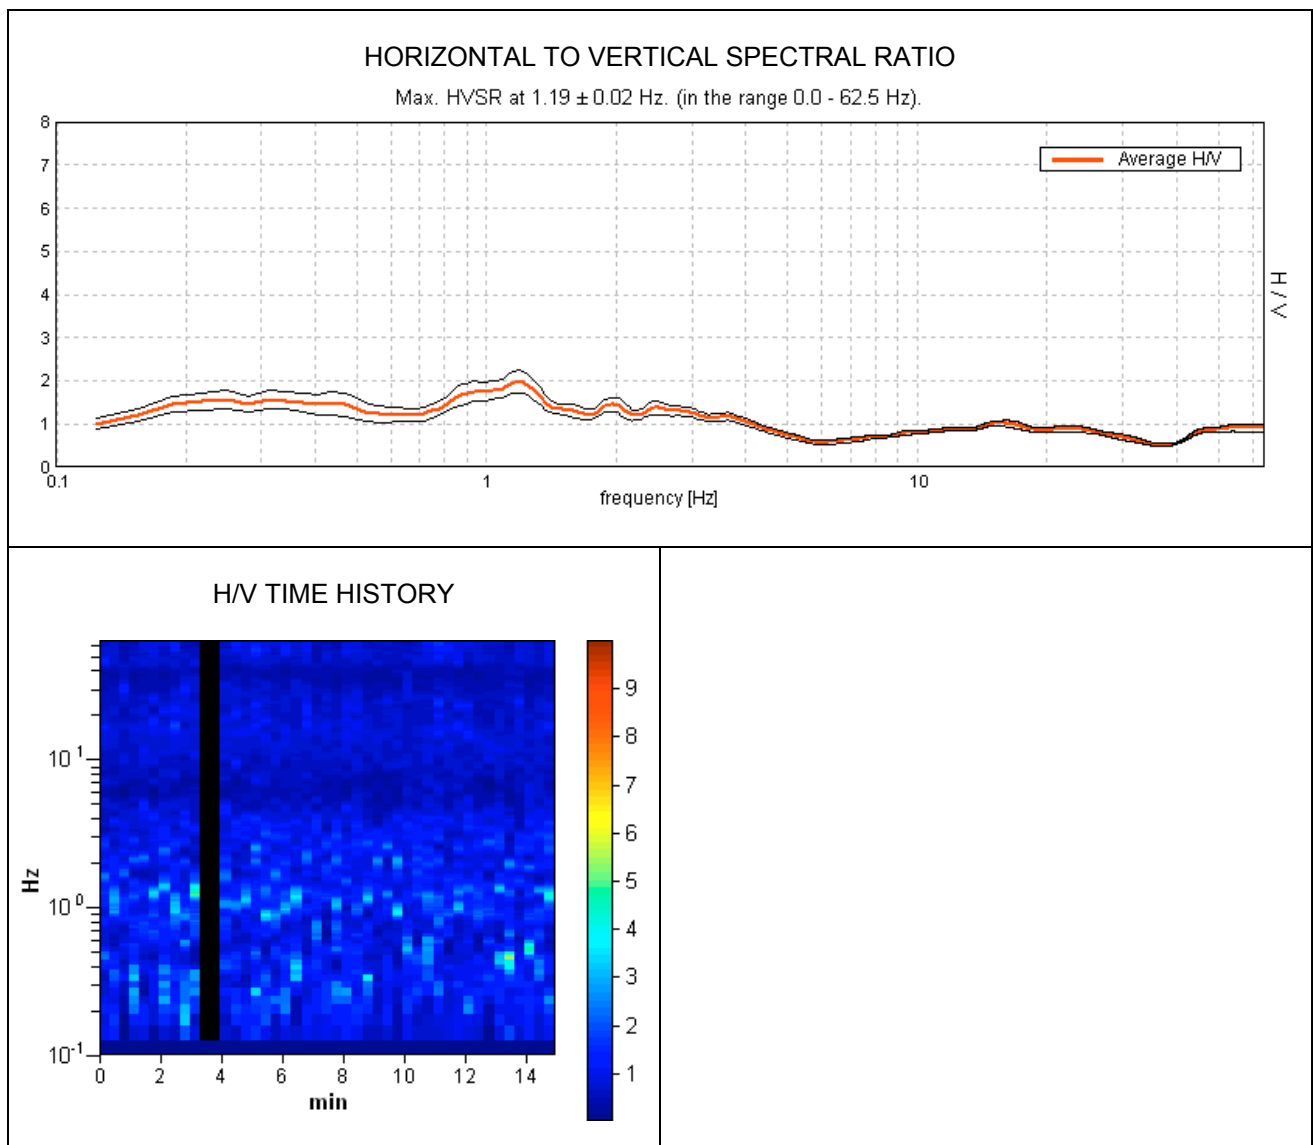 HORIZONTAL TO VERTICAL SPECTRAL RATIO
Max. HVSR at 1.19 ± 0.02 Hz. (in the range 0.0 - 62.5 Hz).
8
7
6
5
4
3
2
1
0
Average H/V
H / V
0.1 1 10
frequency [Hz]
H/V TIME HISTORY
Hz
10¹
10⁰
10⁻¹
0 2 4 6 8 10 12 14
min
9
8
7
6
5
4
3
2
1